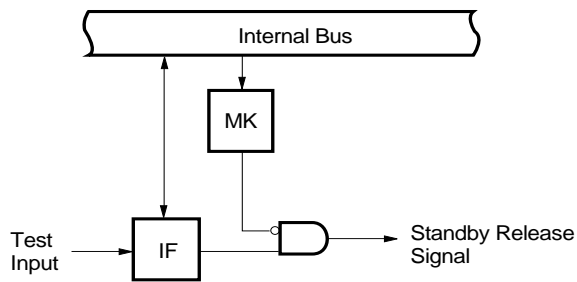 Internal Bus
MK
Test
Input
IF
Standby Release
Signal